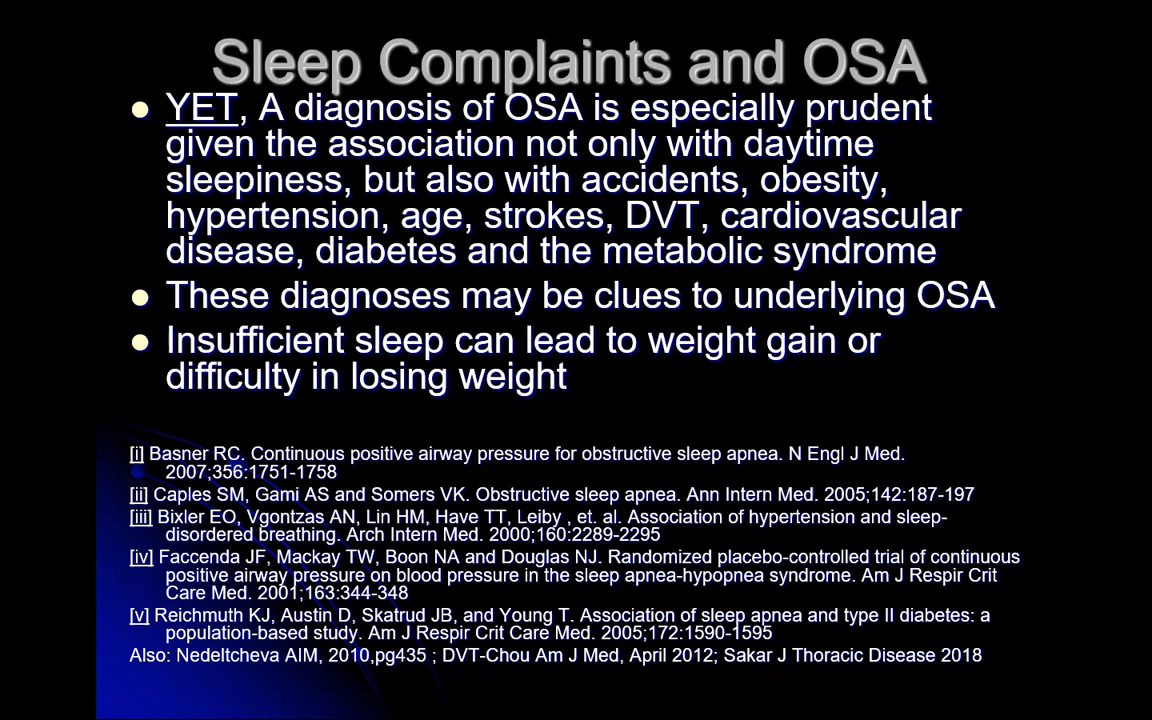 Sleep Complaints and OSA
● YET, A diagnosis of OSA is especially prudent
given the association not only with daytime
sleepiness, but also with accidents, obesity,
hypertension, age, strokes, DVT, cardiovascular
disease, diabetes and the metabolic syndrome
● These diagnoses may be clues to underlying OSA
● Insufficient sleep can lead to weight gain or
difficulty in losing weight
[i] Basner RC. Continuous positive airway pressure for obstructive sleep apnea. N Engl J Med.
2007;356:1751-1758
[ii] Caples SM, Gami AS and Somers VK. Obstructive sleep apnea. Ann Intern Med. 2005;142:187-197
[iii] Bixler EO, Vgontzas AN, Lin HM, Have TT, Leiby , et. al. Association of hypertension and sleep-
disordered breathing. Arch Intern Med. 2000;160:2289-2295
[iv] Faccenda JF, Mackay TW, Boon NA and Douglas NJ. Randomized placebo-controlled trial of continuous
positive airway pressure on blood pressure in the sleep apnea-hypopnea syndrome. Am J Respir Crit
Care Med. 2001;163:344-348
[v] Reichmuth KJ, Austin D, Skatrud JB, and Young T. Association of sleep apnea and type II diabetes: a
population-based study. Am J Respir Crit Care Med. 2005;172:1590-1595
Also: Nedeltcheva AIM, 2010,pg435 ; DVT-Chou Am J Med, April 2012; Sakar J Thoracic Disease 2018